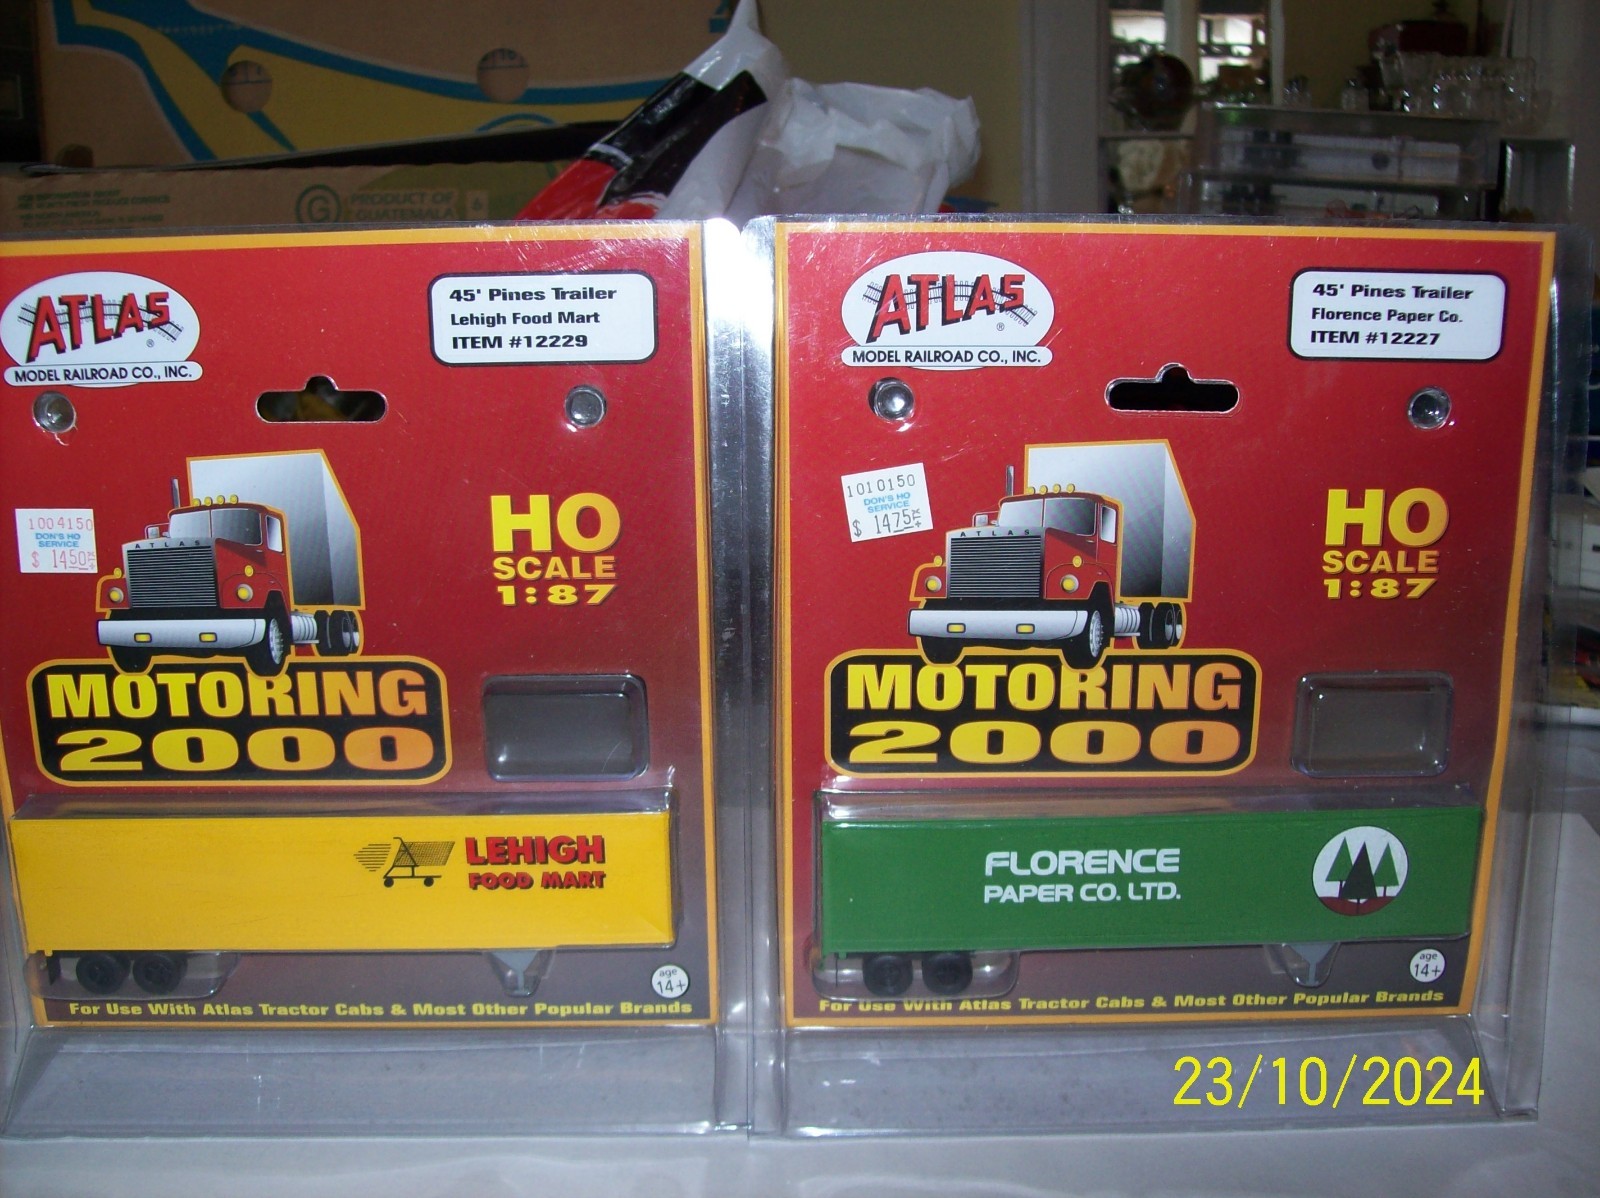 PRODUCT OF
GUATEMALA
6
G
ATLAS
®
MODEL RAILROAD CO., INC.
45' Pines Trailer
Lehigh Food Mart
ITEM #12229
1004150
DON'S HO
SERVICE
$ 1450
ATLAS
HO
SCALE
1:87
MOTORING
2000
LEHIGH
FOOD MART
age
14+
For Use With Atlas Tractor Cabs & Most Other Popular Brands
ATLAS
®
MODEL RAILROAD CO., INC.
45' Pines Trailer
Florence Paper Co.
ITEM #12227
1010150
DON'S HO
SERVICE
$ 1475
ATLAS
HO
SCALE
1:87
MOTORING
2000
FLORENCE
PAPER CO. LTD.
age
14+
For Use With Atlas Tractor Cabs & Most Other Popular Brands
23/10/2024